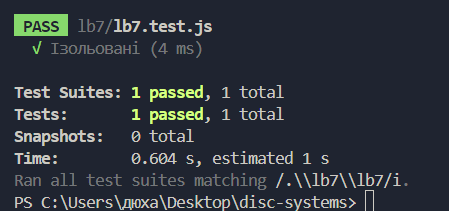 PASS lb7/lb7.test.js
√ Ізольовані (4 ms)
Test Suites: 1 passed, 1 total
Tests: 1 passed, 1 total
Snapshots: 0 total
Time: 0.604 s, estimated 1 s
Ran all test suites matching /.\\lb7\\lb7/i.
PS C:\Users\дюха\Desktop\disc-systems>